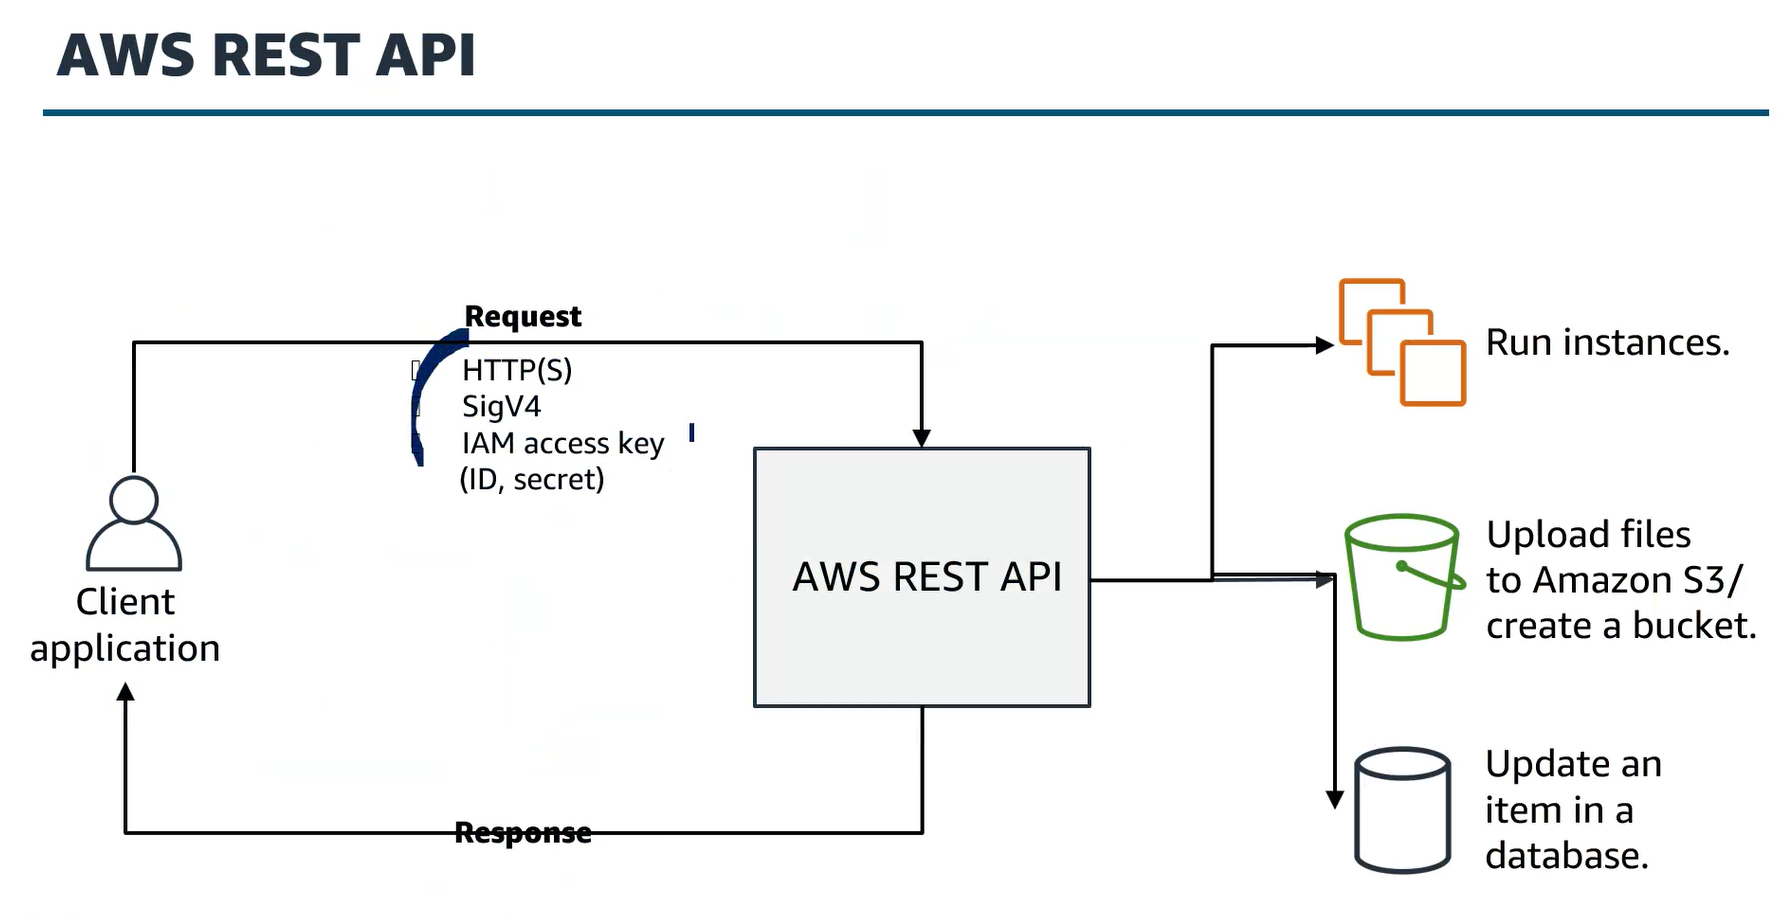 AWS REST API
Request
HTTP(S)
SigV4
IAM access key
(ID, secret)
Client
application
AWS REST API
Response
Run instances.
Upload files
to Amazon S3/
create a bucket.
Update an
item in a
database.